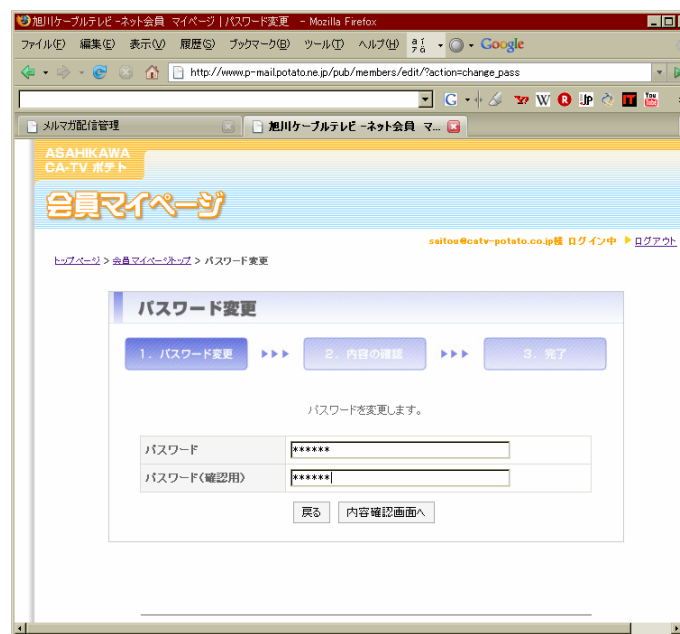 旭川ケーブルテレビ -ネット会員 マイページ | パスワード変更 - Mozilla Firefox
ファイル(F) 編集(E) 表示(V) 履歴(S) ブックマーク(B) ツール(T) ヘルプ(H) Google
http://www.p-mail.potato.ne.jp/pub/members/edit/?action=change_pass
メルマガ配信管理 旭川ケーブルテレビ -ネット会員 マ...
ASAHIKAWA
CA-TV ポテト
会員マイページ
saitou@catv-potato.co.jp様 ログイン中 ログアウト
トップページ > 会員マイページトップ > パスワード変更
パスワード変更
1. パスワード変更 2. 内容の確認 3. 完了
パスワードを変更します。
パスワード ******
パスワード(確認用) ******
戻る 内容確認画面へ